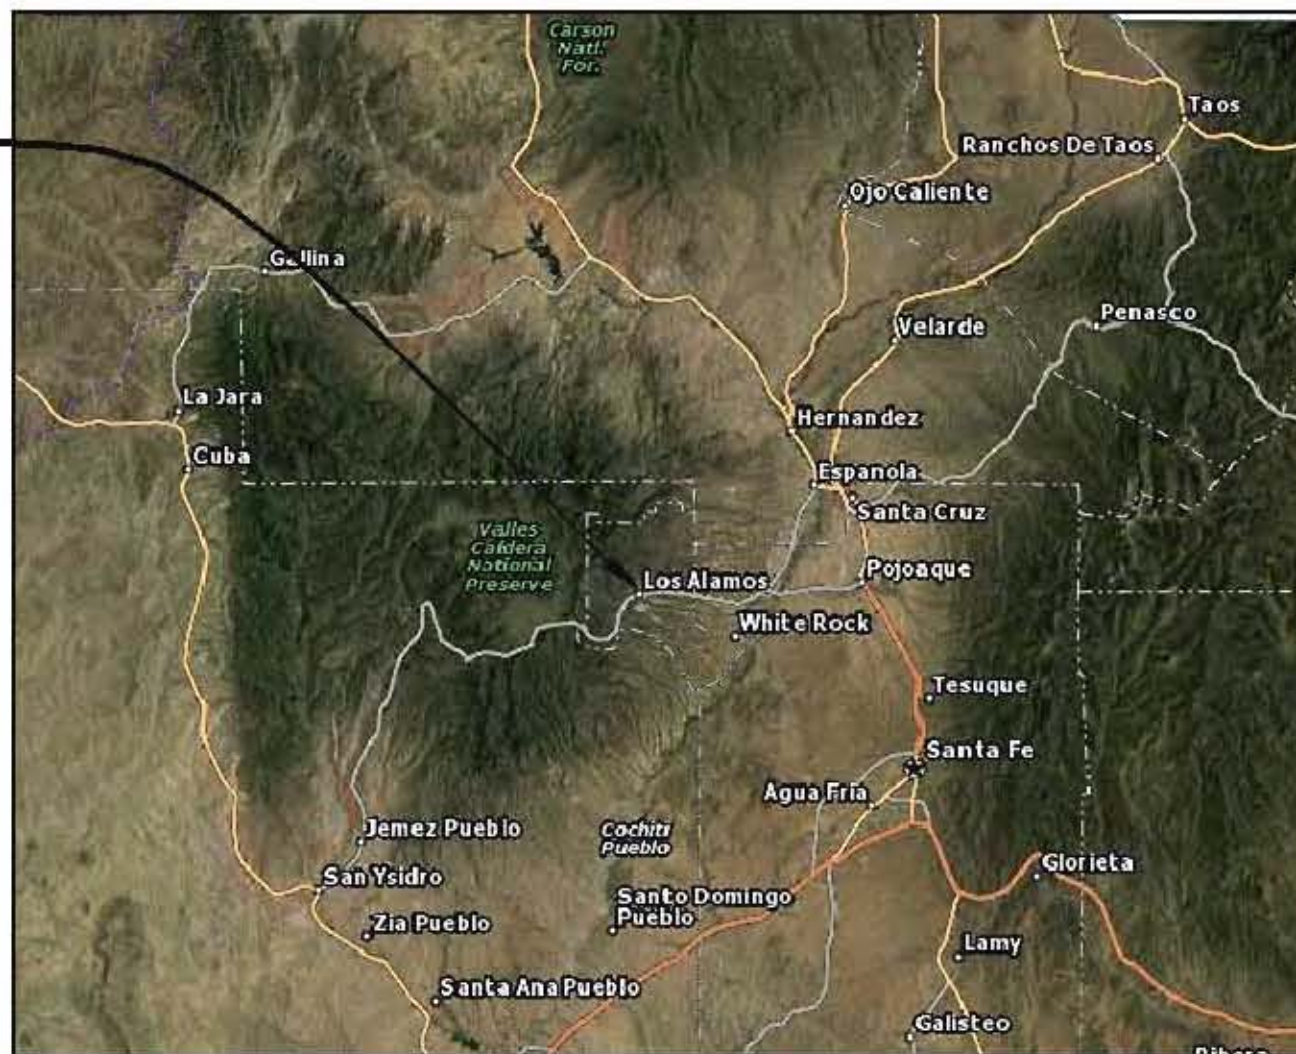 Carson
Natl.
For.
Taos
Ranchos De Taos
Ojo Caliente
Gallina
Penasco
Velarde
La Jara
Hernandez
Cuba
Espanola
Santa Cruz
Valles
Caldera
National
Preserve
Los Alamos
Pojoaque
White Rock
Tesuque
Santa Fe
Agua Fria
Jemez Pueblo
Cochiti
Pueblo
Glorieta
San Ysidro
Santo Domingo
Pueblo
Zia Pueblo
Lamy
Santa Ana Pueblo
Galisteo